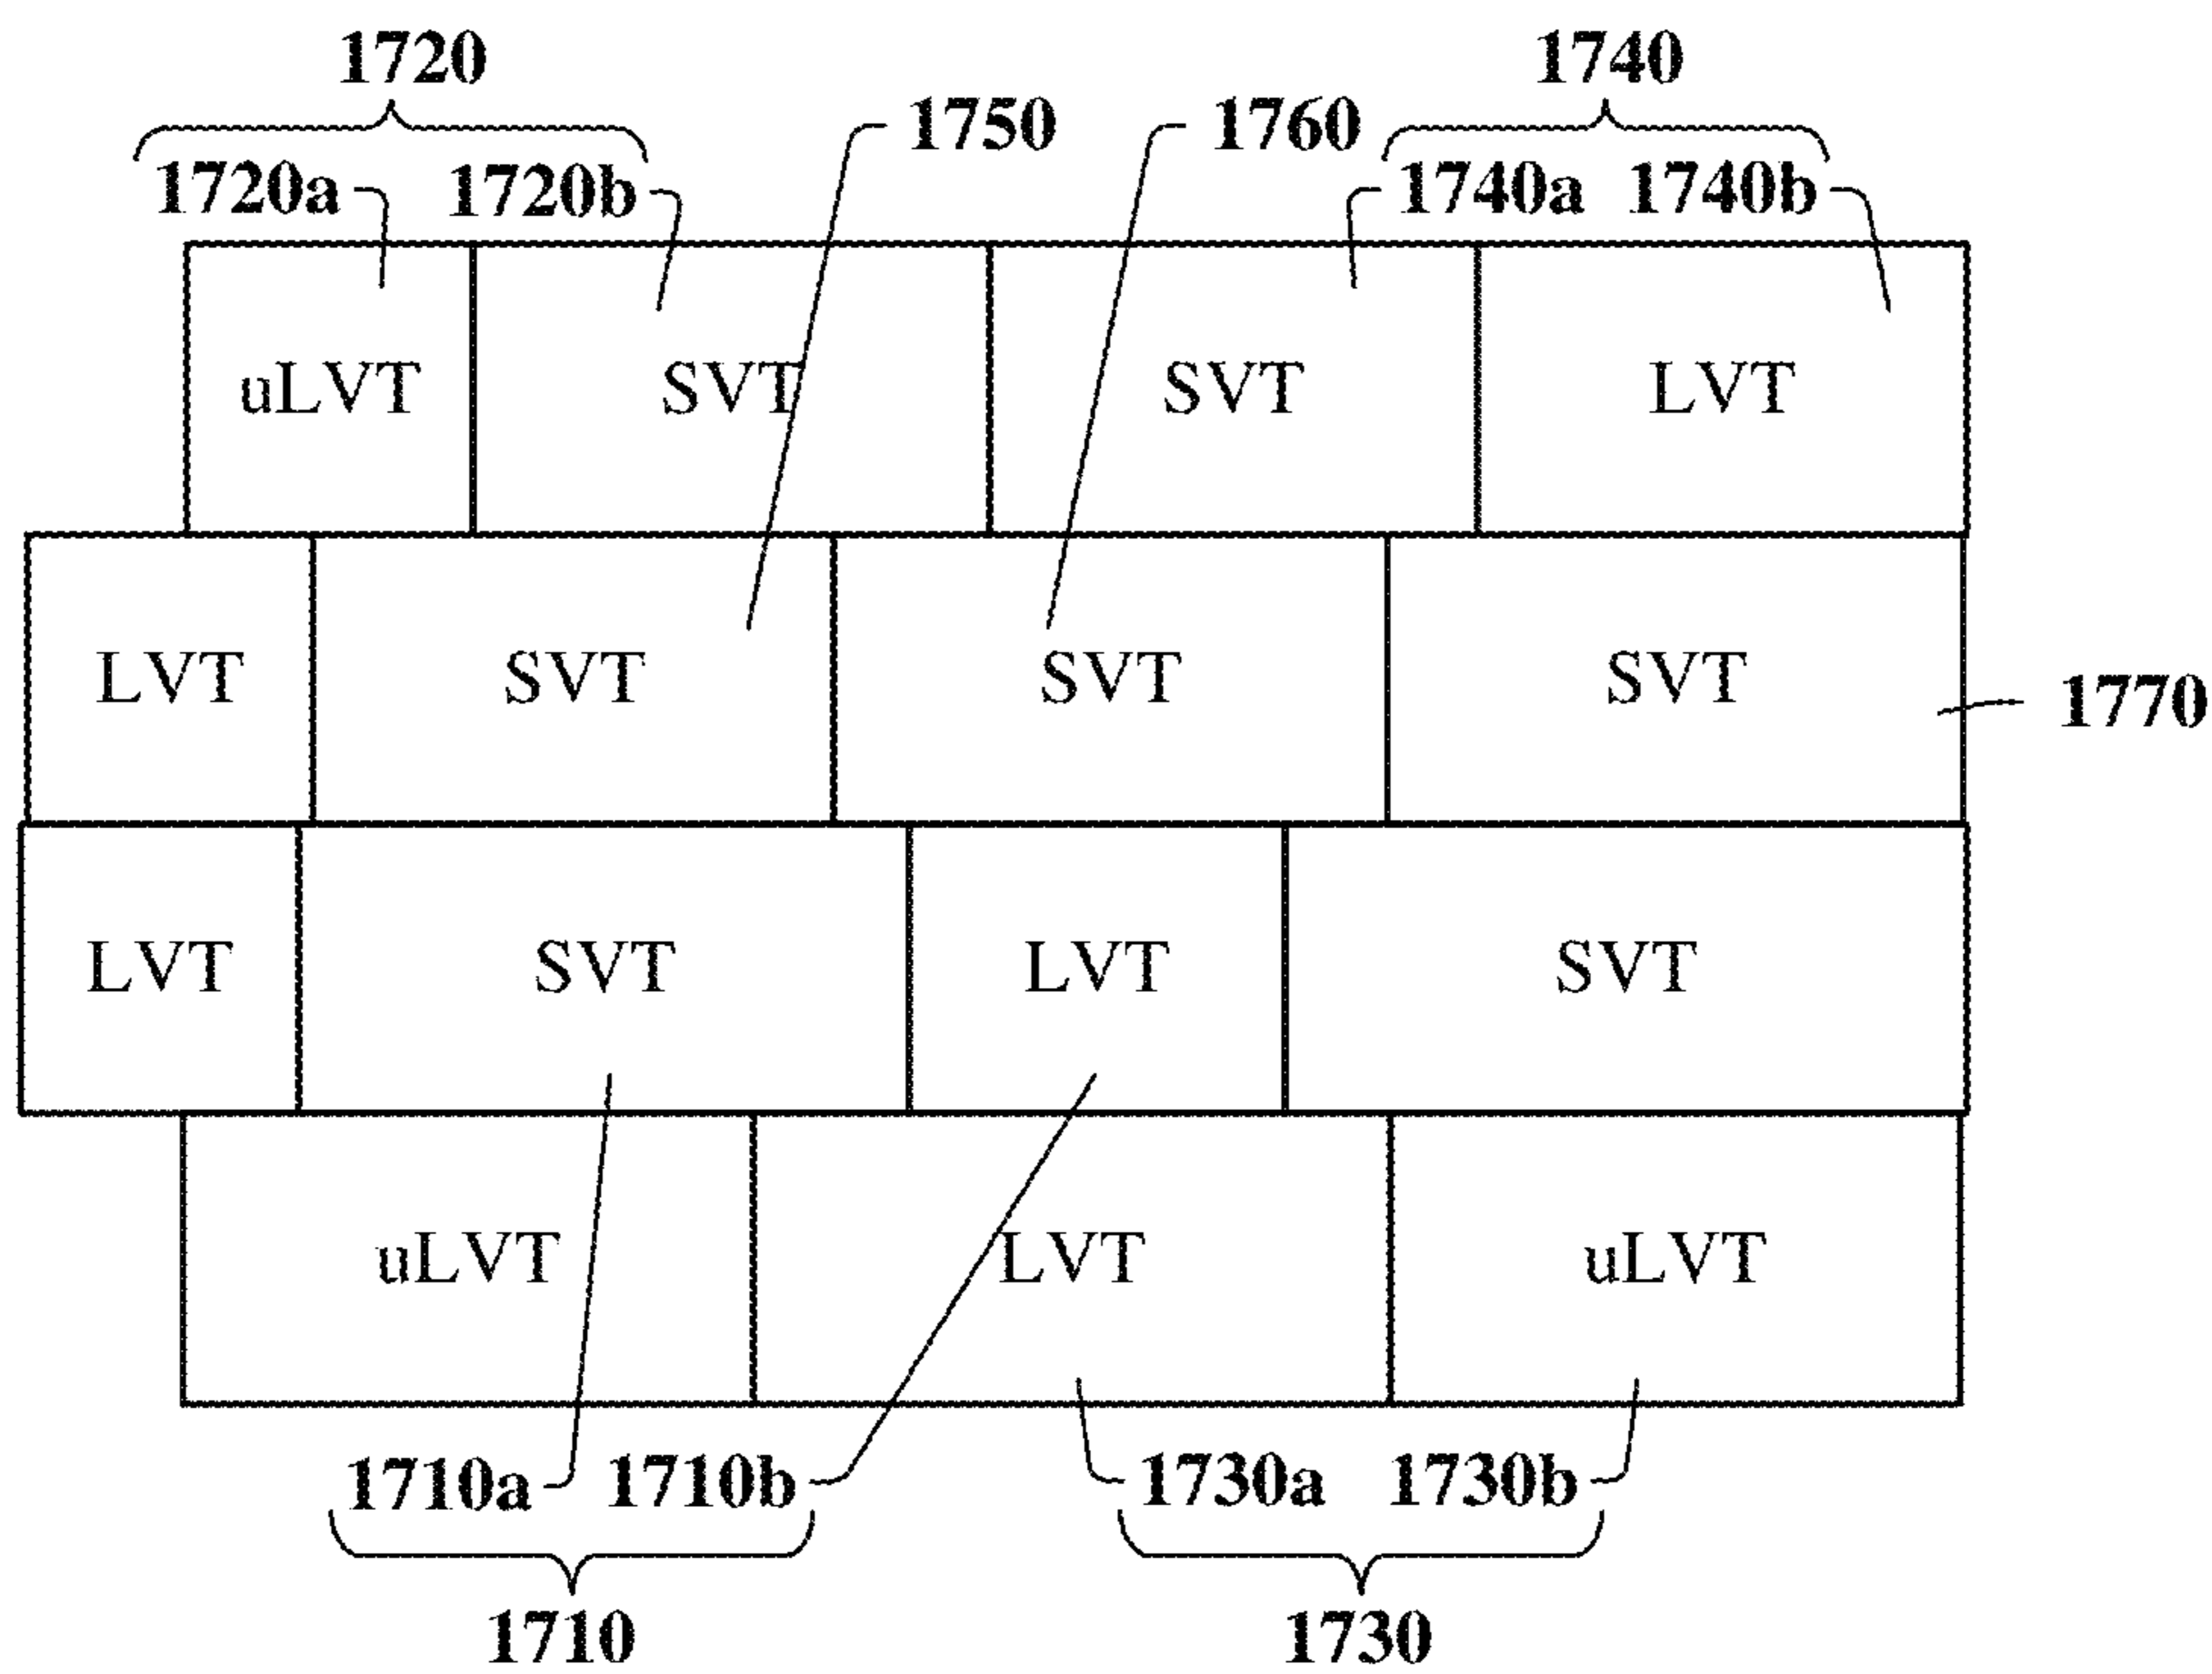 1720 1740
1750 1760
1720a 1720b 1740a 1740b
uLVT SVT SVT LVT
LVT SVT SVT SVT
1770
LVT SVT LVT SVT
uLVT LVT uLVT
1710a 1710b 1730a 1730b
1710 1730